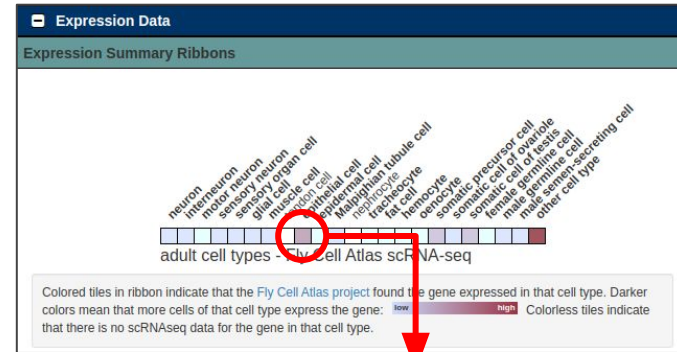 Expression Data
Expression Summary Ribbons
neuron
interneuron
motor neuron
sensory neuron
sensory organ cell
glial cell
muscle cell
tendon cell
epithelial cell
epidermal cell
Malpighian tubule cell
nephrocyte
tracheocyte
fat cell
hemocyte
oenocyte
somatic precursor cell
somatic cell of ovariole
somatic cell of testis
female germline cell
male germline cell
male semen-secreting cell
other cell type
adult cell types - Fly Cell Atlas scRNA-seq
Colored tiles in ribbon indicate that the Fly Cell Atlas project found the gene expressed in that cell type. Darker
colors mean that more cells of that cell type express the gene: low high Colorless tiles indicate
that there is no scRNAseq data for the gene in that cell type.